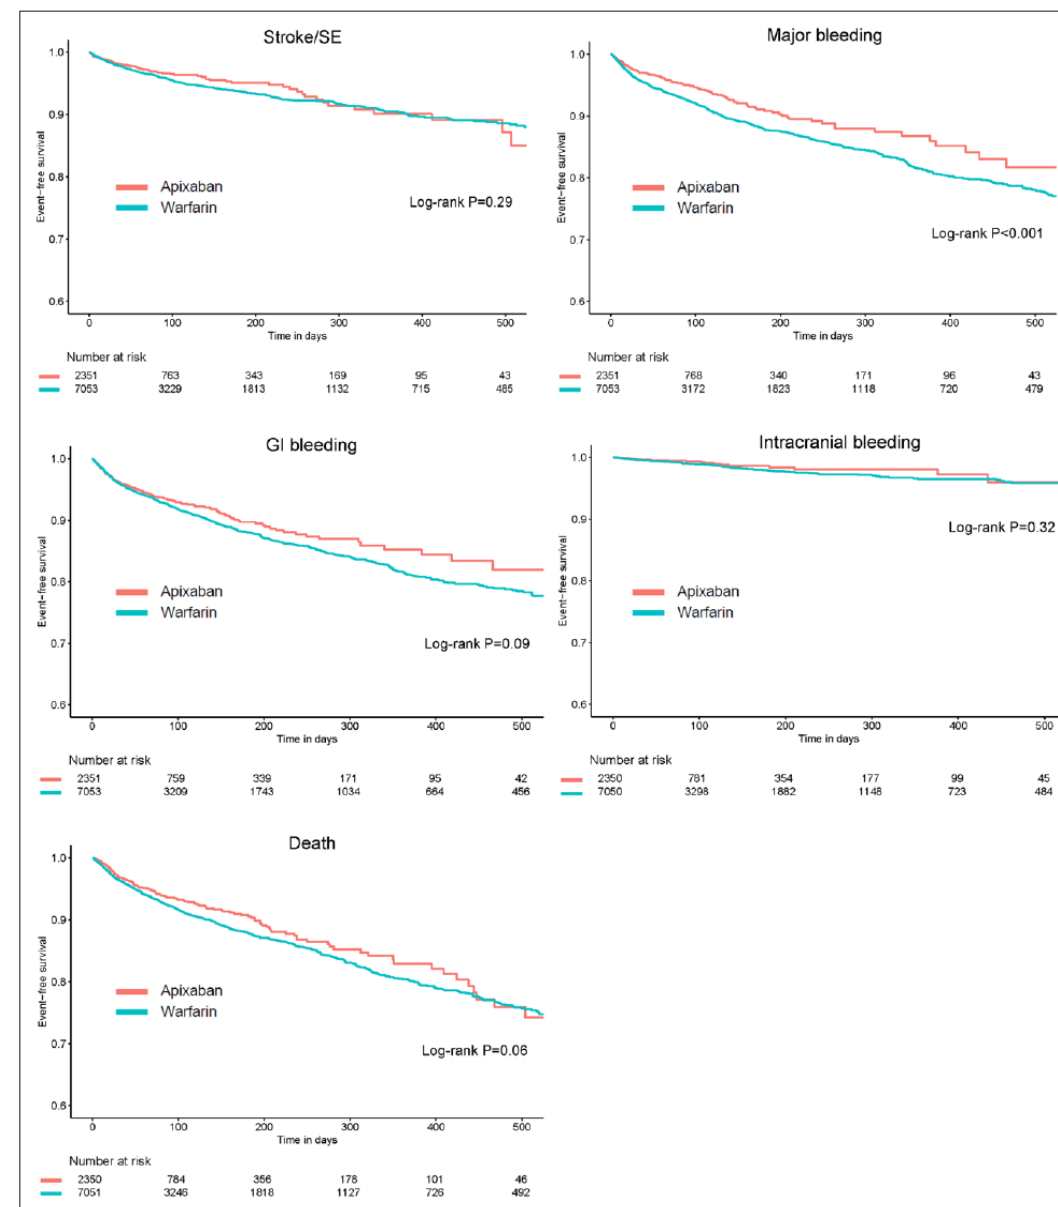 Stroke/SE
1.0
0.9
0.8
0.7
0.6
Event-free survival
Apixaban
Warfarin
Log-rank P=0.29
0 100 200 300 400 500
Time in days
Number at risk
2351 763 343 169 95 43
7053 3229 1813 1132 715 485
Major bleeding
1.0
0.9
0.8
0.7
0.6
Event-free survival
Apixaban
Warfarin
Log-rank P<0.001
0 100 200 300 400 500
Time in days
Number at risk
2351 768 340 171 96 43
7053 3172 1823 1118 720 479
GI bleeding
1.0
0.9
0.8
0.7
0.6
Event-free survival
Apixaban
Warfarin
Log-rank P=0.09
0 100 200 300 400 500
Time in days
Number at risk
2351 759 339 171 95 42
7053 3209 1743 1034 664 456
Intracranial bleeding
1.0
0.9
0.8
0.7
0.6
Event-free survival
Apixaban
Warfarin
Log-rank P=0.32
0 100 200 300 400 500
Time in days
Number at risk
2350 781 354 177 99 45
7050 3298 1882 1148 723 484
Death
1.0
0.9
0.8
0.7
0.6
Event-free survival
Apixaban
Warfarin
Log-rank P=0.06
0 100 200 300 400 500
Time in days
Number at risk
2350 784 356 178 101 46
7051 3246 1818 1127 726 492